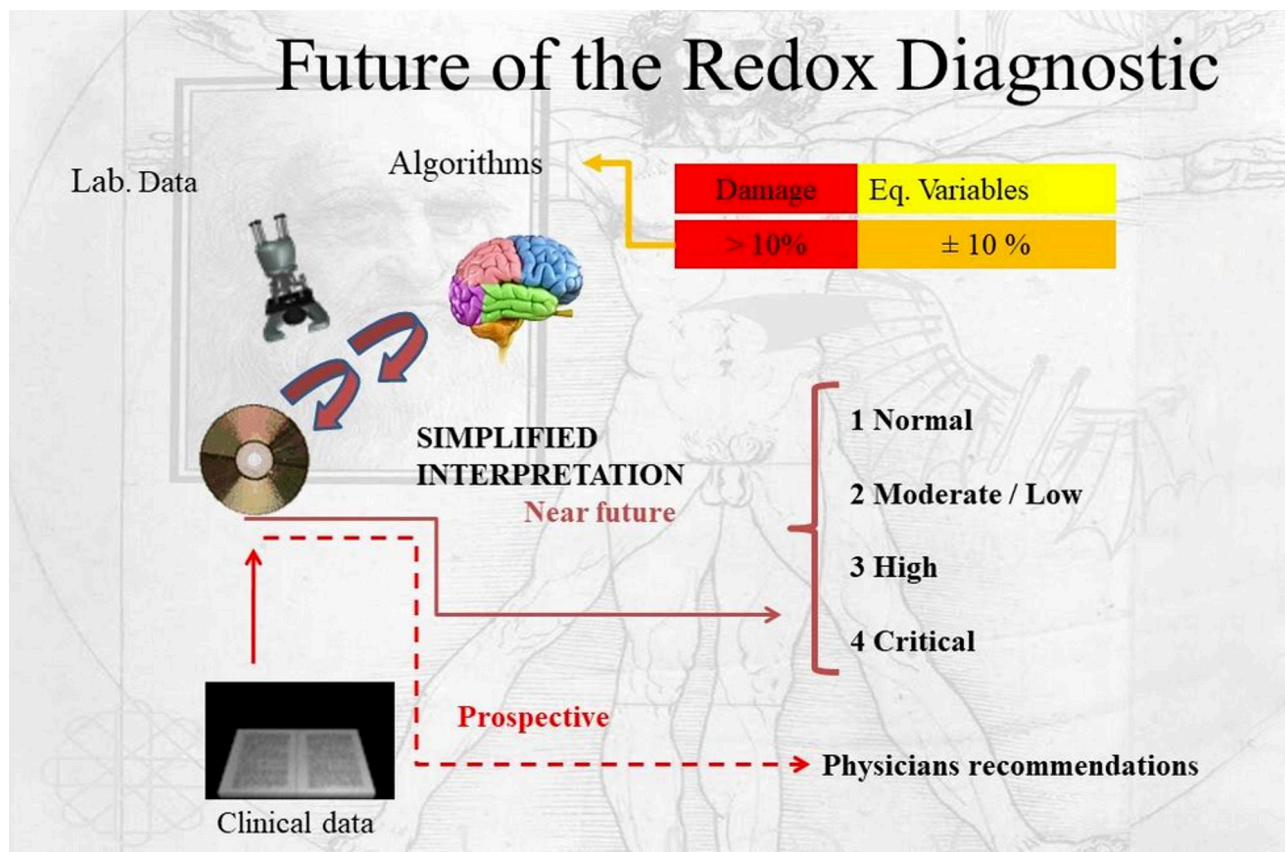 Future of the Redox Diagnostic
Lab. Data
Algorithms
Damage
Eq. Variables
> 10%
± 10 %
SIMPLIFIED
INTERPRETATION
Near future
1 Normal
2 Moderate / Low
3 High
4 Critical
Prospective
Physicians recommendations
Clinical data